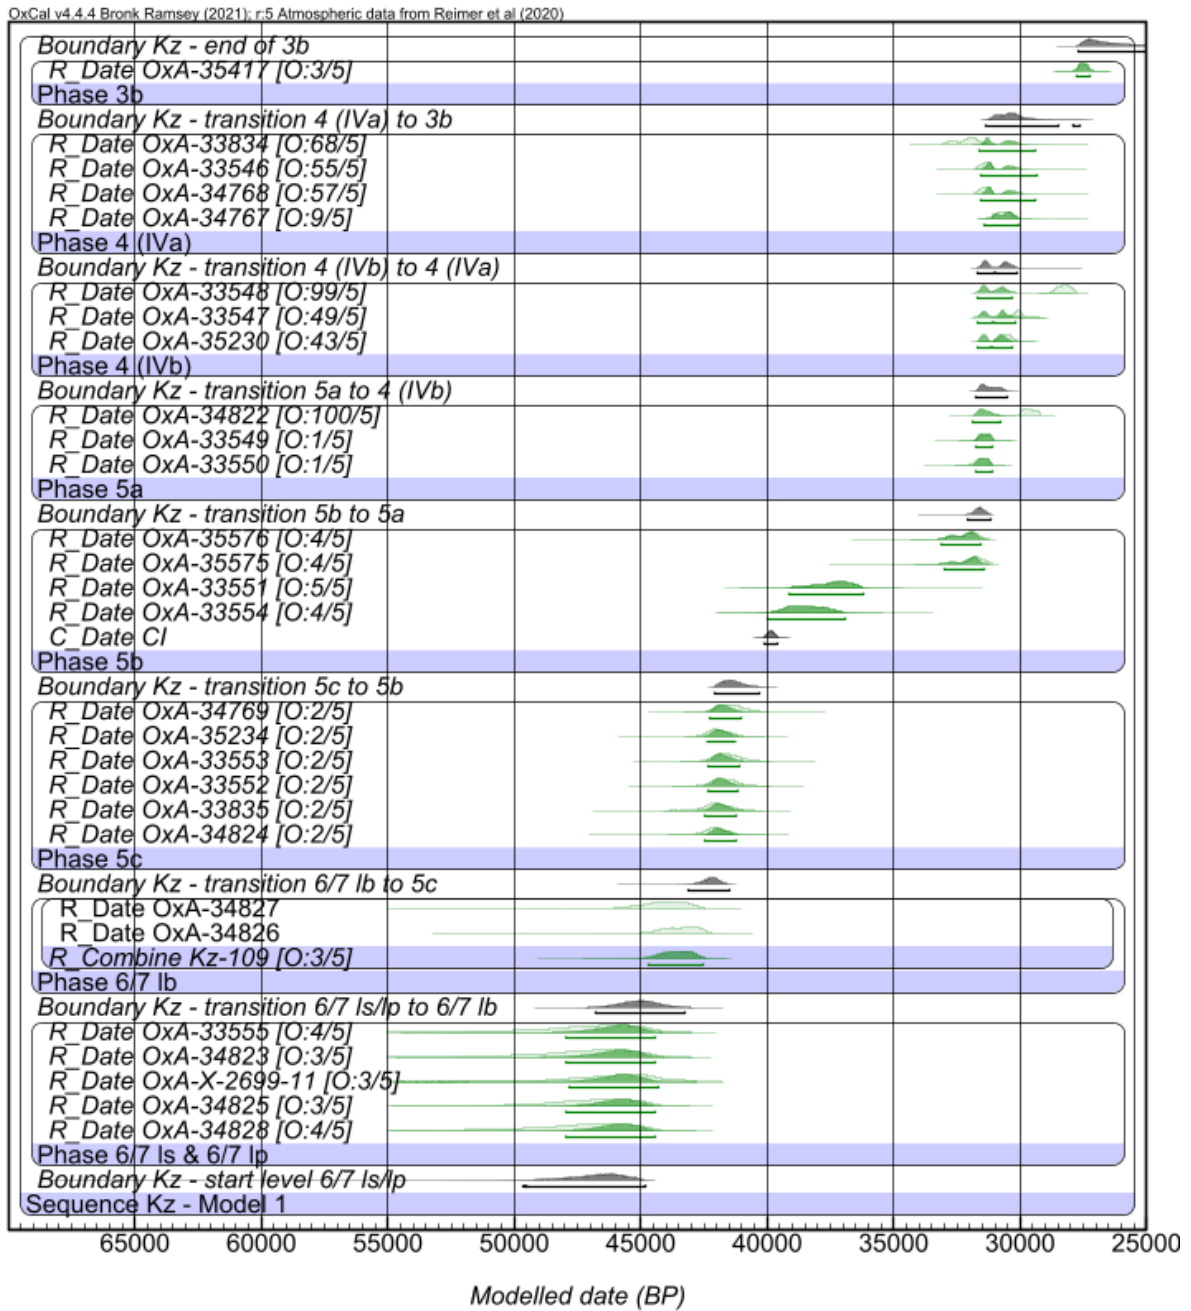 OxCal v4.4.4 Bronk Ramsey (2021); r:5 Atmospheric data from Reimer et al (2020)
Boundary Kz - end of 3b
R_Date OxA-35417 [O:3/5]
Phase 3b
Boundary Kz - transition 4 (IVa) to 3b
R_Date OxA-33834 [O:68/5]
R_Date OxA-33546 [O:55/5]
R_Date OxA-34768 [O:57/5]
R_Date OxA-34767 [O:9/5]
Phase 4 (IVa)
Boundary Kz - transition 4 (IVb) to 4 (IVa)
R_Date OxA-33548 [O:99/5]
R_Date OxA-33547 [O:49/5]
R_Date OxA-35230 [O:43/5]
Phase 4 (IVb)
Boundary Kz - transition 5a to 4 (IVb)
R_Date OxA-34822 [O:100/5]
R_Date OxA-33549 [O:1/5]
R_Date OxA-33550 [O:1/5]
Phase 5a
Boundary Kz - transition 5b to 5a
R_Date OxA-35576 [O:4/5]
R_Date OxA-35575 [O:4/5]
R_Date OxA-33551 [O:5/5]
R_Date OxA-33554 [O:4/5]
C_Date CI
Phase 5b
Boundary Kz - transition 5c to 5b
R_Date OxA-34769 [O:2/5]
R_Date OxA-35234 [O:2/5]
R_Date OxA-33553 [O:2/5]
R_Date OxA-33552 [O:2/5]
R_Date OxA-33835 [O:2/5]
R_Date OxA-34824 [O:2/5]
Phase 5c
Boundary Kz - transition 6/7 lb to 5c
R_Date OxA-34827
R_Date OxA-34826
R_Combine Kz-109 [O:3/5]
Phase 6/7 lb
Boundary Kz - transition 6/7 ls/lp to 6/7 lb
R_Date OxA-33555 [O:4/5]
R_Date OxA-34823 [O:3/5]
R_Date OxA-X-2699-11 [O:3/5]
R_Date OxA-34825 [O:3/5]
R_Date OxA-34828 [O:4/5]
Phase 6/7 ls & 6/7 lp
Boundary Kz - start level 6/7 ls/lp
Sequence Kz - Model 1
65000 60000 55000 50000 45000 40000 35000 30000 25000
Modelled date (BP)